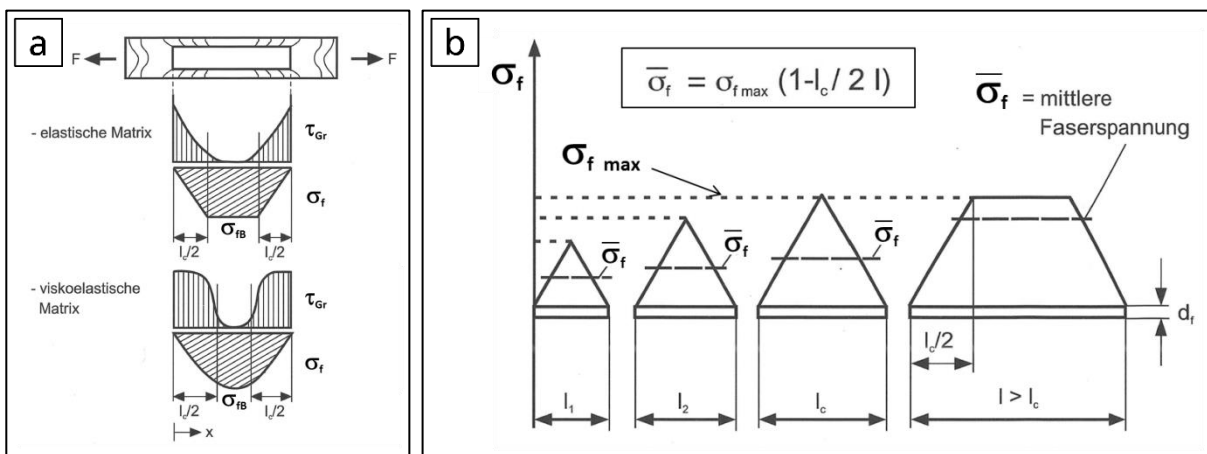 a
F
F
- elastische Matrix
τGr
σf
σfB
lc/2
lc/2
- viskoelastische
Matrix
τGr
σf
σfB
lc/2
lc/2
x
b
σf
σ̅f = σf max (1-lc/ 2 l)
σ̅f = mittlere
Faserspannung
σf max
σ̅f
σ̅f
σ̅f
df
lc/2
l1
l2
lc
l > lc